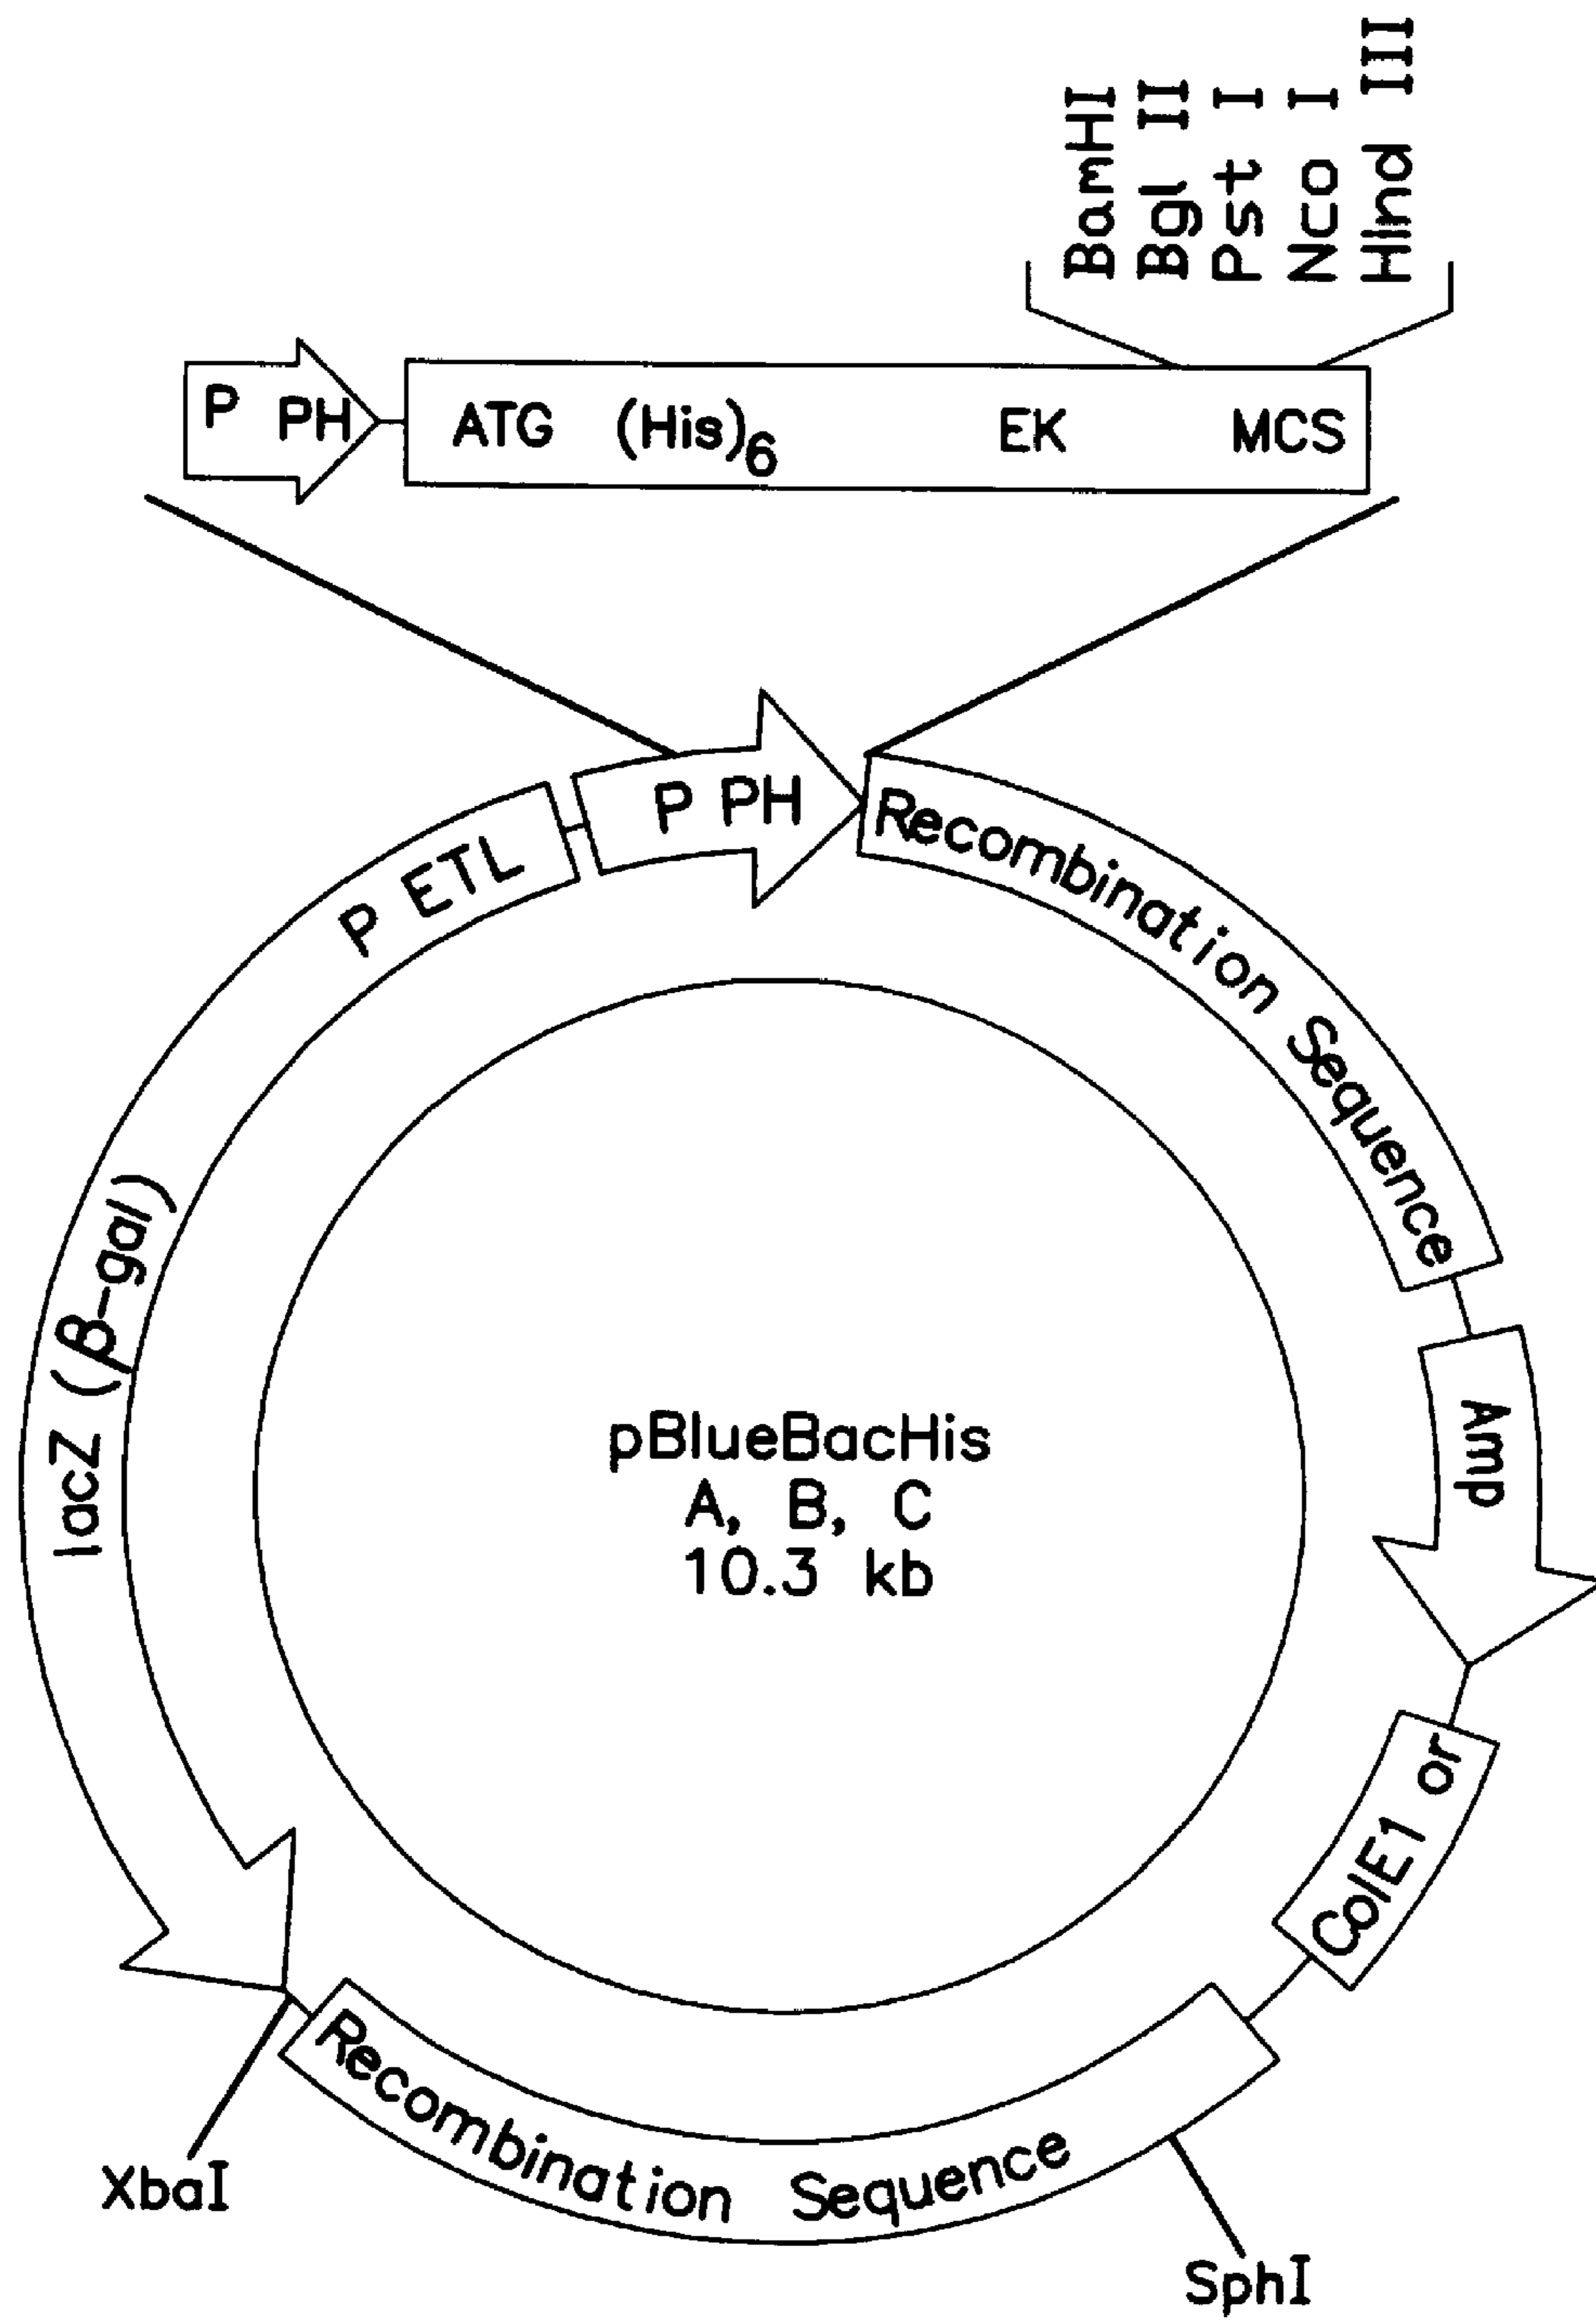 BamHI
Bgl II
Pst I
Nco I
HInd III
P PH
ATG (His)6 EK MCS
P ETL
P PH
Recombination Sequence
lacZ (β-gal)
Amp
pBlueBacHis
A, B, C
10.3 kb
ColE1 or
Recombination Sequence
XbaI
SphI